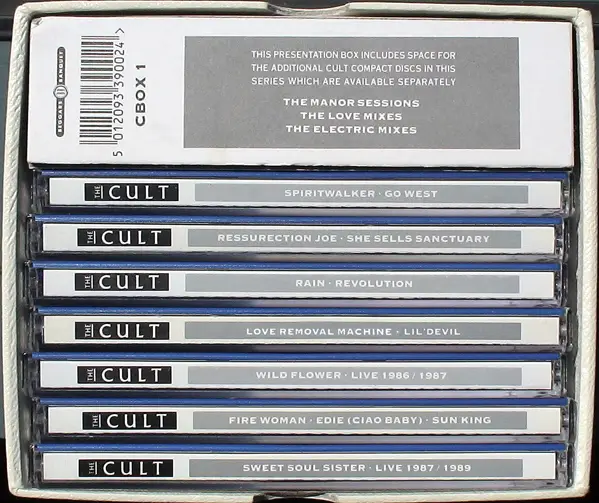 BEGGARS BANQUET
5 012093 390024 >
CBOX 1
THIS PRESENTATION BOX INCLUDES SPACE FOR
THE ADDITIONAL CULT COMPACT DISCS IN THIS
SERIES WHICH ARE AVAILABLE SEPARATELY
THE MANOR SESSIONS
THE LOVE MIXES
THE ELECTRIC MIXES
THE CULT SPIRITWALKER · GO WEST
THE CULT RESSURECTION JOE · SHE SELLS SANCTUARY
THE CULT RAIN · REVOLUTION
THE CULT LOVE REMOVAL MACHINE · LIL' DEVIL
THE CULT WILD FLOWER · LIVE 1986 / 1987
THE CULT FIRE WOMAN · EDIE (CIAO BABY) · SUN KING
THE CULT SWEET SOUL SISTER · LIVE 1987 / 1989